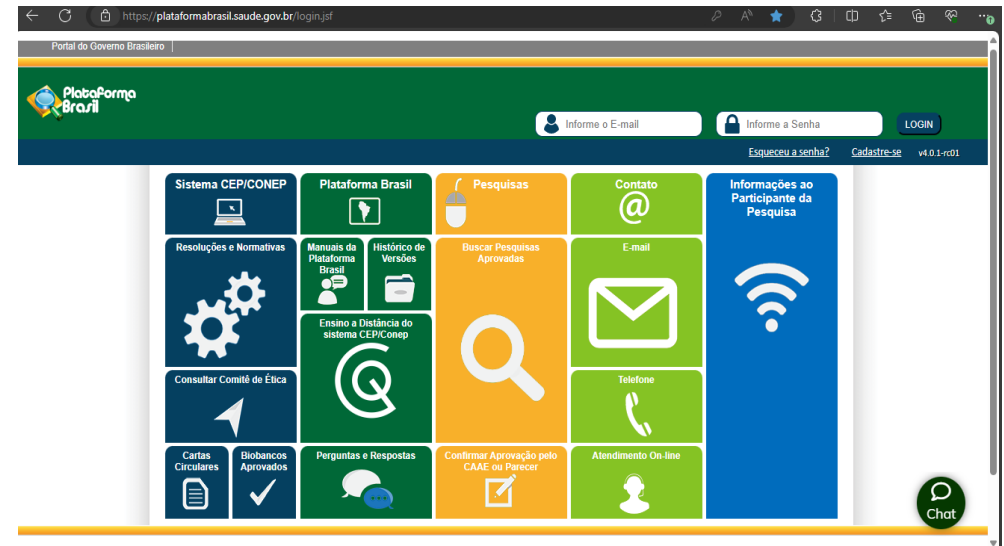 https://plataformabrasil.saude.gov.br/login.jsf
Portal do Governo Brasileiro
Plataforma
Brasil
Informe o E-mail
Informe a Senha
LOGIN
Esqueceu a senha?
Cadastre-se
v4.0.1-rc01
Sistema CEP/CONEP
Plataforma Brasil
Pesquisas
Contato
@
Informações ao
Participante da
Pesquisa
Resoluções e Normativas
Manuais da
Plataforma
Brasil
Histórico de
Versões
Buscar Pesquisas
Aprovadas
E-mail
Ensino a Distância do
sistema CEP/Conep
Consultar Comitê de Ética
Telefone
Cartas
Circulares
Biobancos
Aprovados
Perguntas e Respostas
Confirmar Aprovação pelo
CAAE ou Parecer
Atendimento On-line
Chat